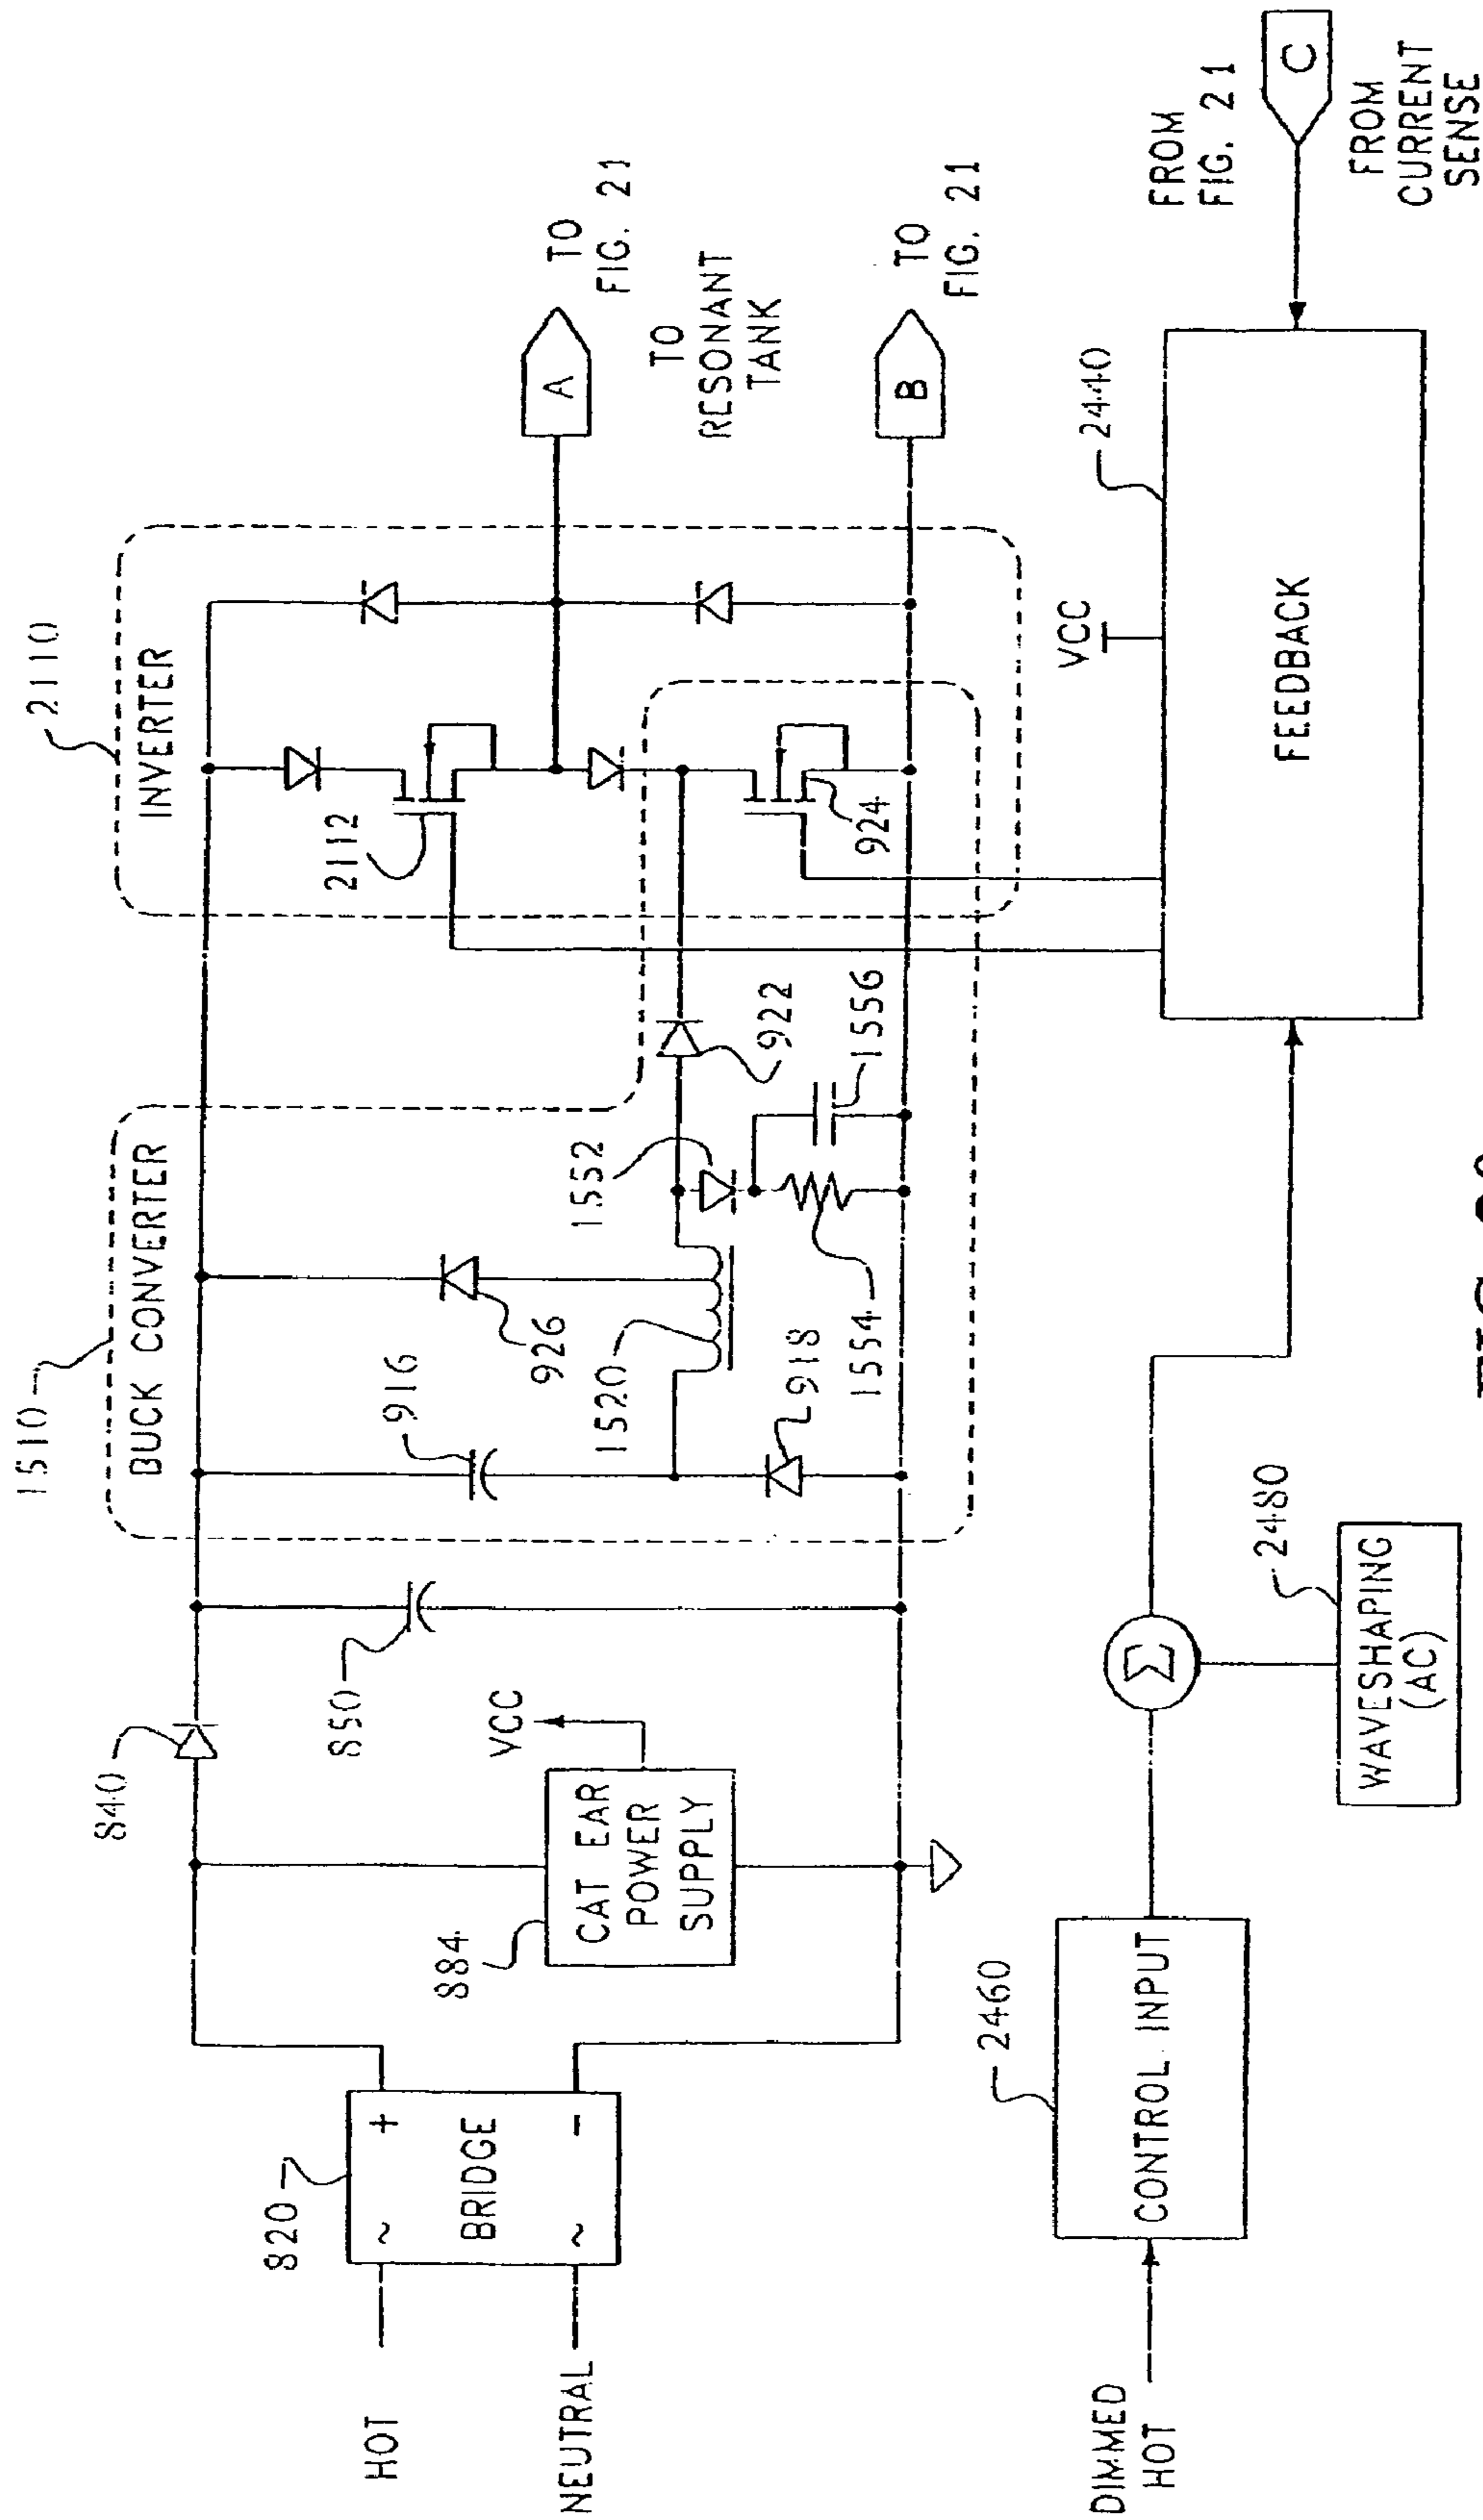 1510
BUCK CONVERTER
2110
INVERTER
840
916
926
1520
1552
2112
A
TO
FIG. 21
850
918
1554
922
1556
924
TO
RESONANT
TANK
820
+
~
BRIDGE
~
−
HOT
NEUTRAL
884
CAT EAR
POWER
SUPPLY
VCC
B
TO
FIG. 21
2460
DIMMED
HOT
CONTROL INPUT
Σ
2480
WAVESHAPING
(AC)
VCC
2440
FEEDBACK
FROM
FIG. 21
C
FROM
CURRENT
SENSE